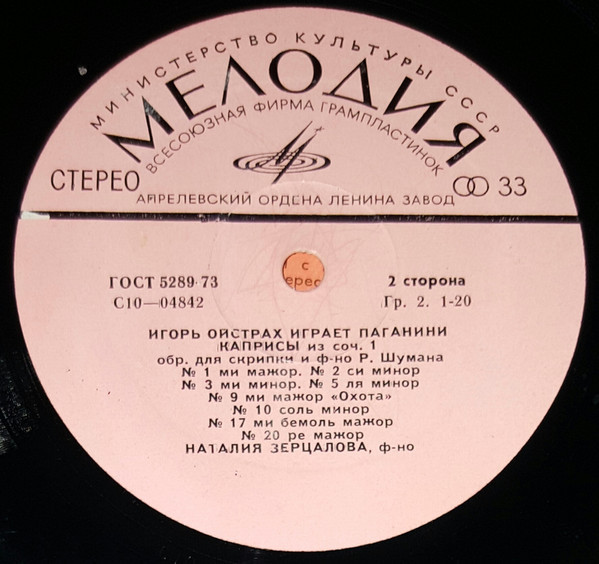 МИНИСТЕРСТВО КУЛЬТУРЫ СССР
МЕЛОДИЯ
ВСЕСОЮЗНАЯ ФИРМА ГРАМПЛАСТИНОК
СТЕРЕО
33
АПРЕЛЕВСКИЙ ОРДЕНА ЛЕНИНА ЗАВОД
ГОСТ 5289-73
2 сторона
С10—04842
Гр. 2. 1-20
ИГОРЬ ОЙСТРАХ ИГРАЕТ ПАГАНИНИ
КАПРИСЫ из соч. 1
обр. для скрипки и ф-но Р. Шумана
№ 1 ми мажор. № 2 си минор
№ 3 ми минор. № 5 ля минор
№ 9 ми мажор «Охота»
№ 10 соль минор
№ 17 ми бемоль мажор
№ 20 ре мажор
НАТАЛИЯ ЗЕРЦАЛОВА, ф-но